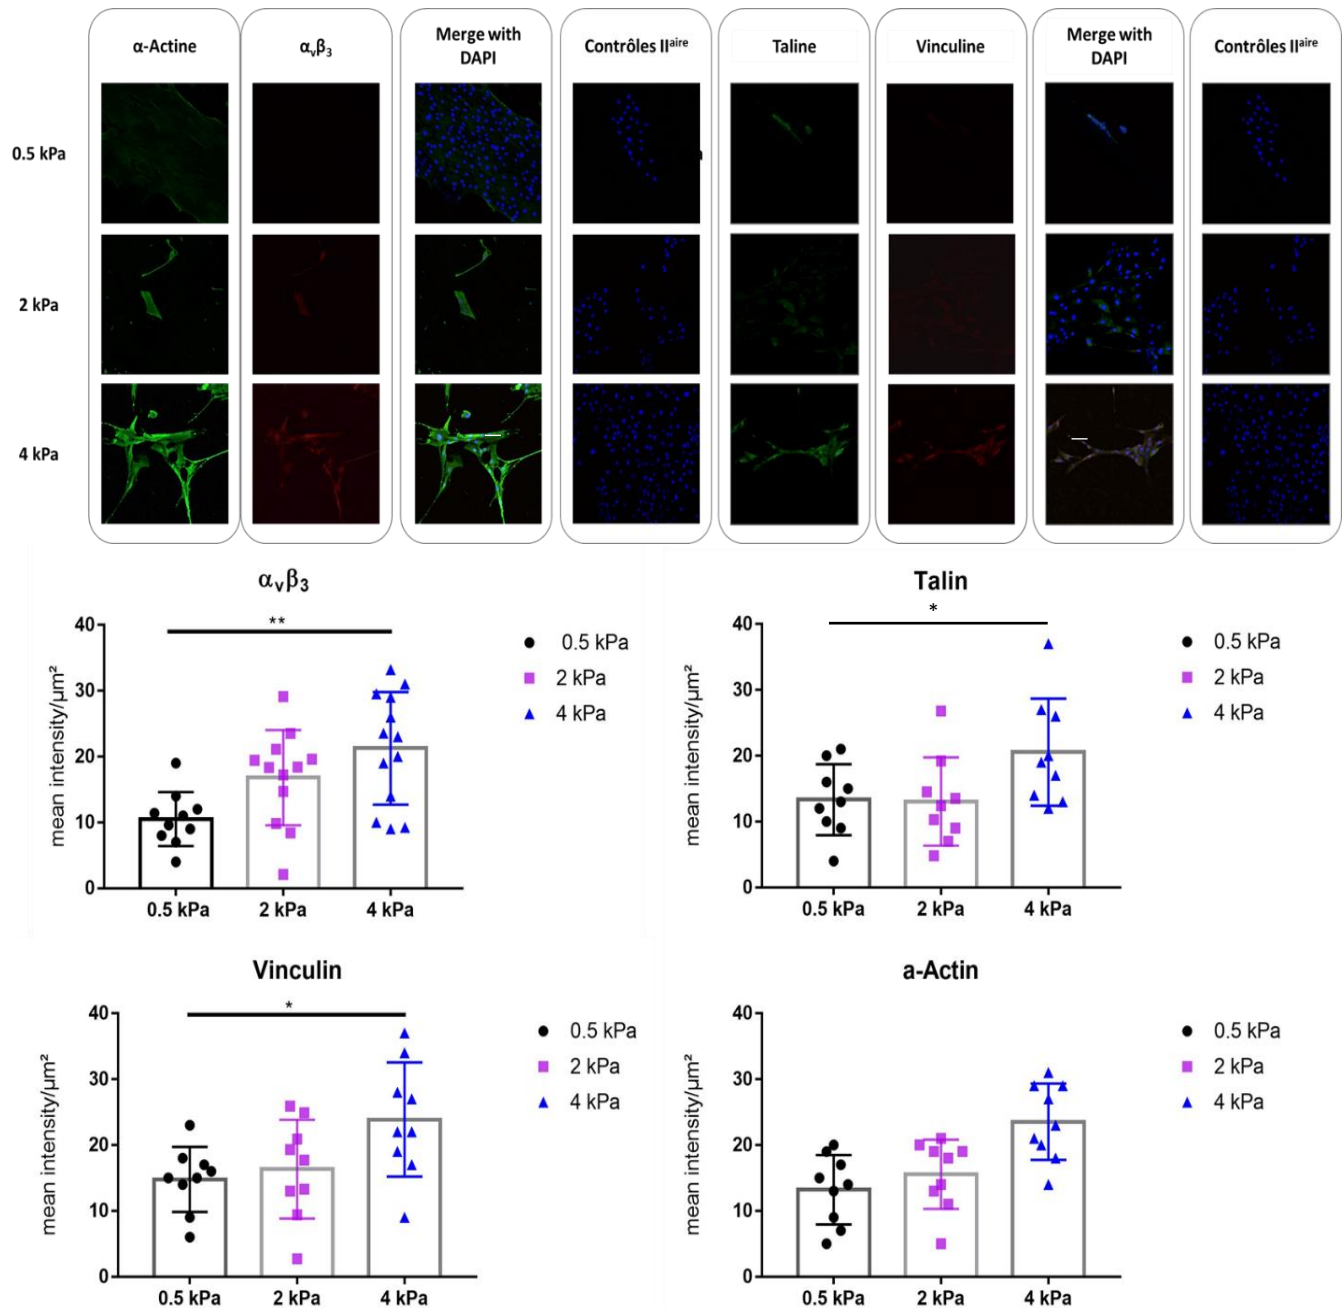 α-Actine
αvβ3
Merge with
DAPI
Contrôles IIaire
Taline
Vinculine
Merge with
DAPI
Contrôles IIaire
0.5 kPa
2 kPa
4 kPa
αvβ3
**
mean intensity/µm²
40
30
20
10
0
0.5 kPa
2 kPa
4 kPa
0.5 kPa
2 kPa
4 kPa
Talin
*
mean intensity/µm²
40
30
20
10
0
0.5 kPa
2 kPa
4 kPa
0.5 kPa
2 kPa
4 kPa
Vinculin
*
mean intensity/µm²
40
30
20
10
0
0.5 kPa
2 kPa
4 kPa
0.5 kPa
2 kPa
4 kPa
a-Actin
mean intensity/µm²
40
30
20
10
0
0.5 kPa
2 kPa
4 kPa
0.5 kPa
2 kPa
4 kPa